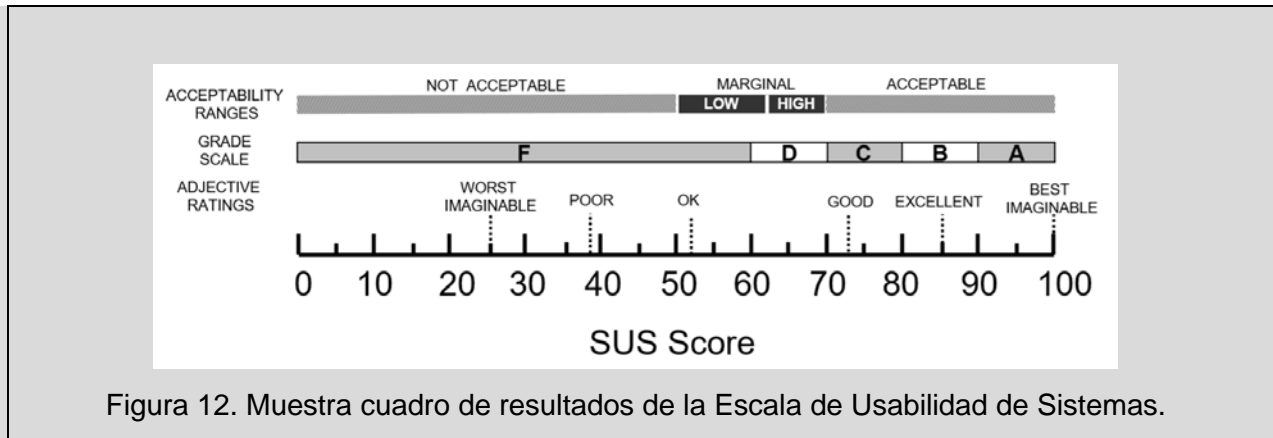 NOT ACCEPTABLE MARGINAL ACCEPTABLE
ACCEPTABILITY
RANGES
LOW HIGH
GRADE
SCALE
F D C B A
ADJECTIVE
RATINGS
WORST
IMAGINABLE
POOR
OK
GOOD
EXCELLENT
BEST
IMAGINABLE
0 10 20 30 40 50 60 70 80 90 100
SUS Score
Figura 12. Muestra cuadro de resultados de la Escala de Usabilidad de Sistemas.